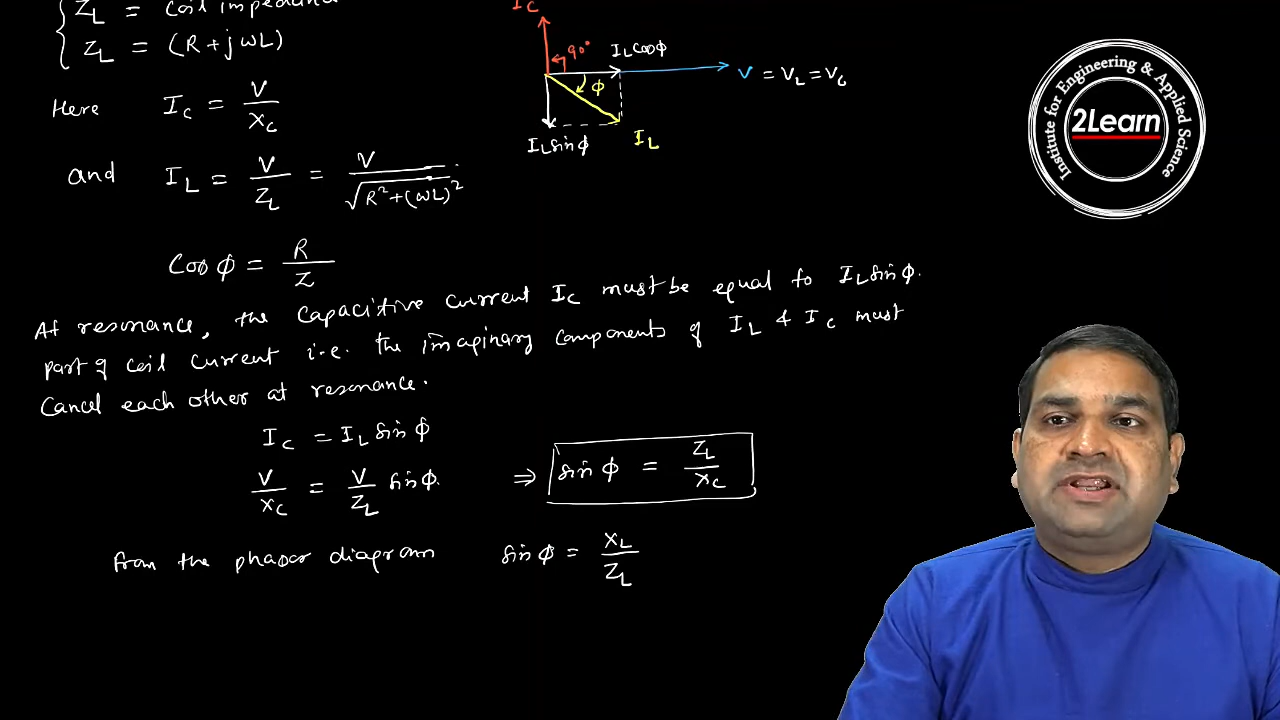 Z_L = Coil impedance
Z_L = (R + jωL)
Here I_C = V / X_C
and I_L = V / Z_L = V / √(R² + (ωL)²)
Cos φ = R / Z
At resonance, the capacitive current I_C must be equal to I_L sin φ.
part of coil current i.e. the imaginary components of I_L & I_C must
Cancel each other at resonance.
I_C = I_L sin φ
V / X_C = V / Z_L sin φ. ⇒ sin φ = Z_L / X_C
from the phasor diagram sin φ = X_L / Z_L
I_C
90°
I_L cos φ
V = V_L = V_C
φ
I_L sin φ
I_L
Institute for Engineering & Applied Science
2Learn